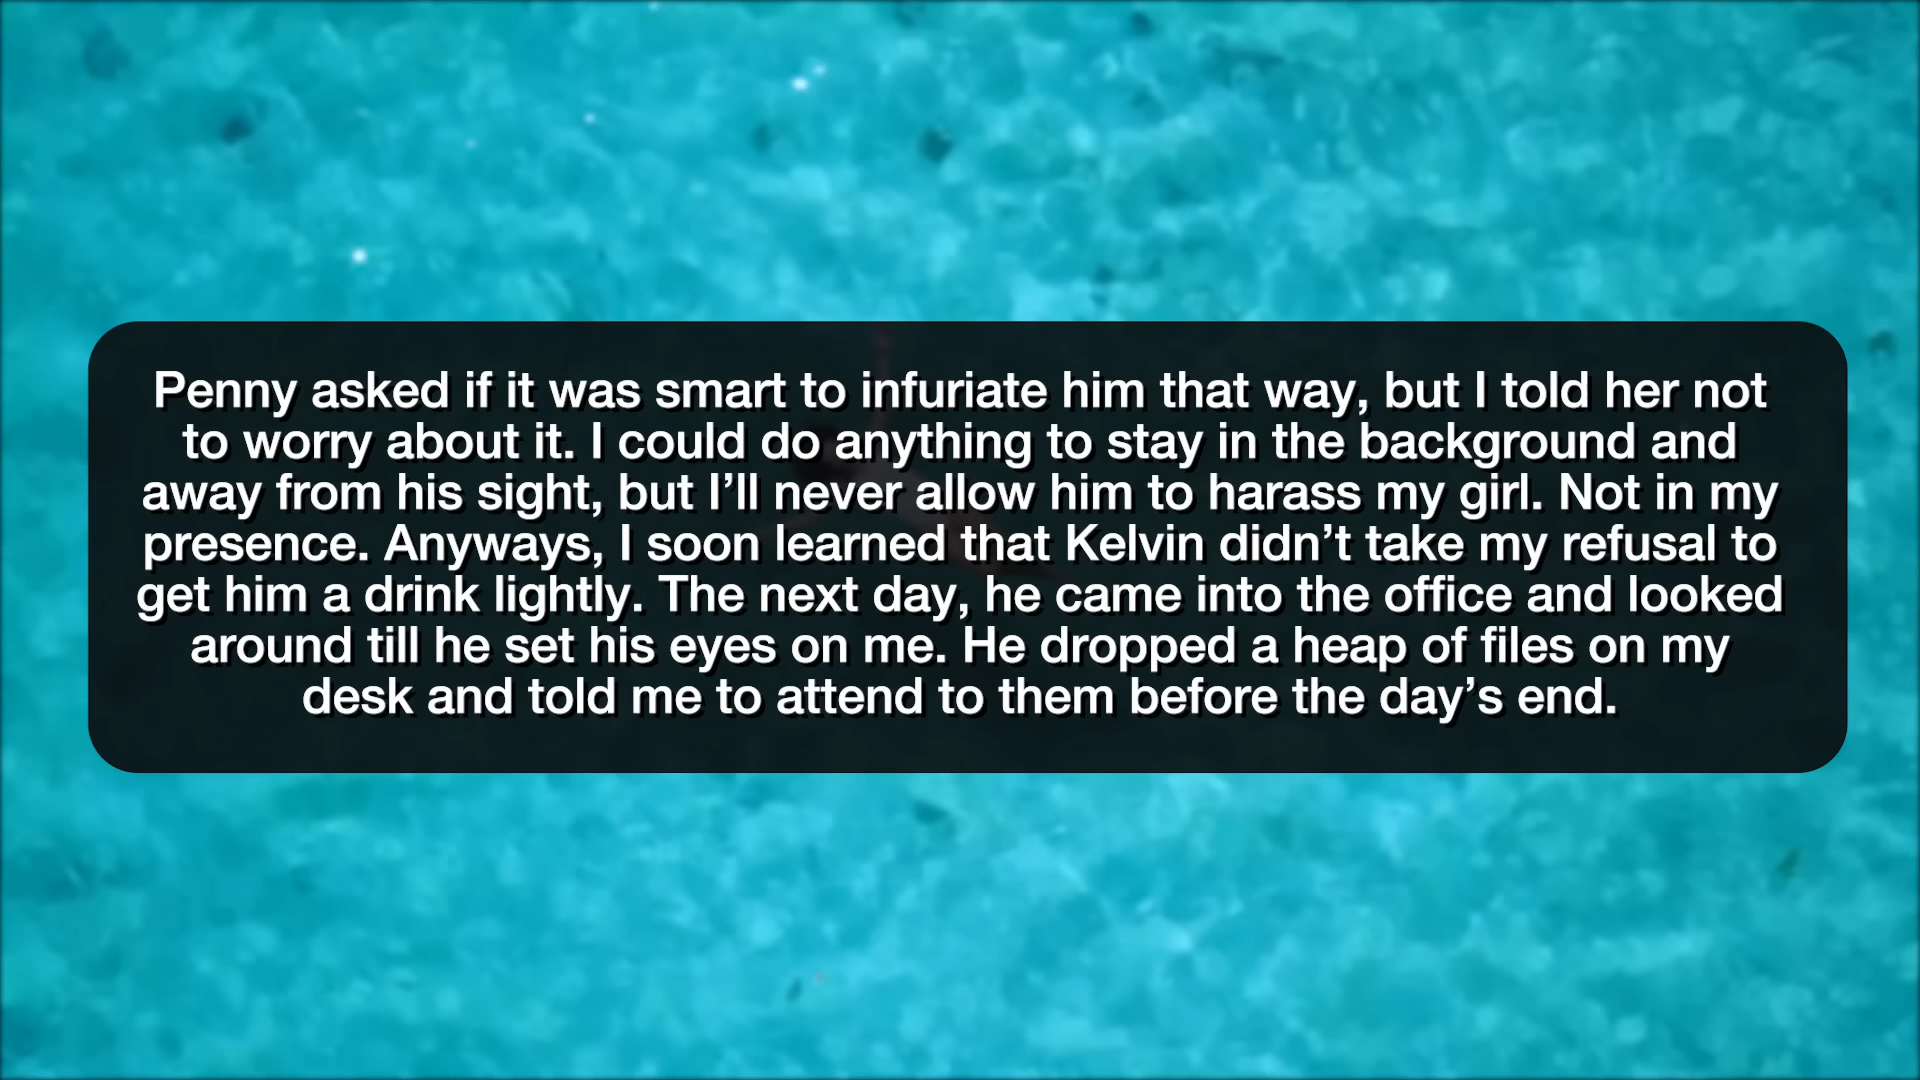 Penny asked if it was smart to infuriate him that way, but I told her not
to worry about it. I could do anything to stay in the background and
away from his sight, but I’ll never allow him to harass my girl. Not in my
presence. Anyways, I soon learned that Kelvin didn’t take my refusal to
get him a drink lightly. The next day, he came into the office and looked
around till he set his eyes on me. He dropped a heap of files on my
desk and told me to attend to them before the day’s end.